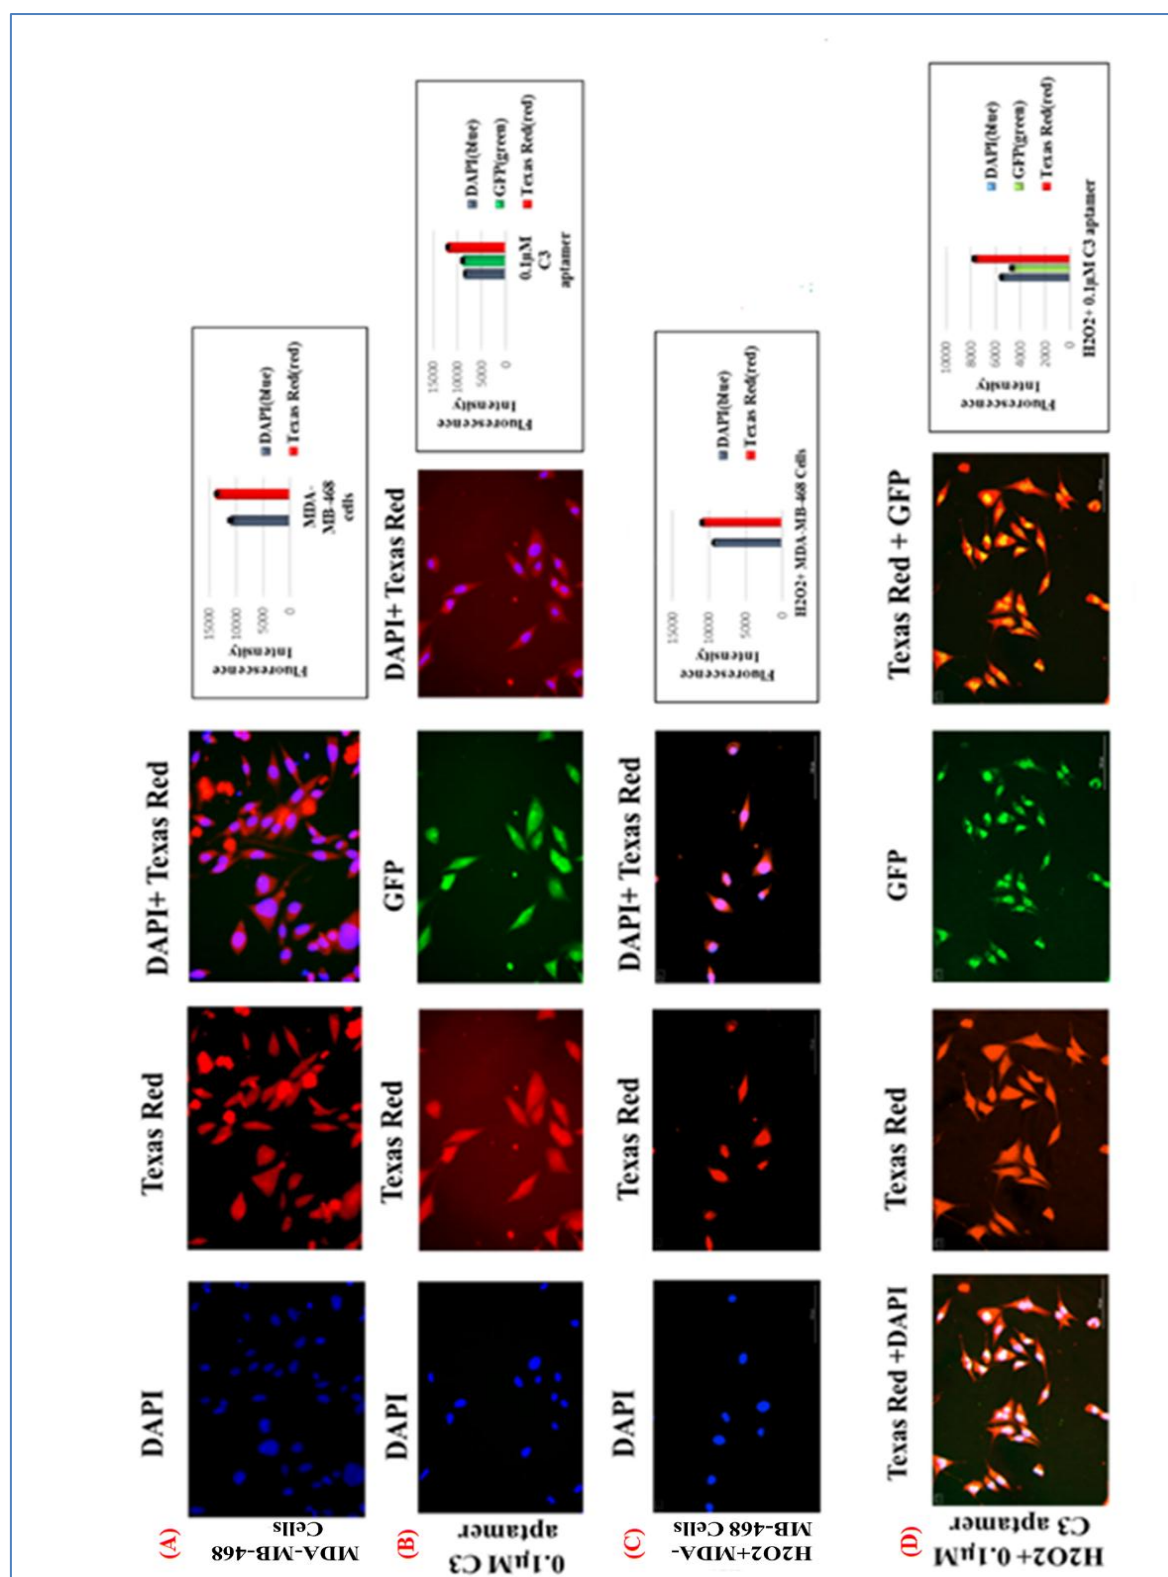 (A)
MDA-MB-468
Cells
DAPI
Texas Red
DAPI+ Texas Red
Fluorescence
Intensity
15000
10000
5000
0
MDA-
MB-468
cells
DAPI(blue)
Texas Red(red)
(B)
0.1μM C3
aptamer
DAPI
Texas Red
GFP
DAPI+ Texas Red
Fluorescence
Intensity
15000
10000
5000
0
0.1μM
C3
aptamer
DAPI(blue)
GFP(green)
Texas Red(red)
(C)
H2O2+MDA-
MB-468 Cells
DAPI
Texas Red
DAPI+ Texas Red
Fluorescence
Intensity
15000
10000
5000
0
H2O2+ MDA-MB-468 Cells
DAPI(blue)
Texas Red(red)
(D)
H2O2+0.1μM
C3 aptamer
Texas Red +DAPI
Texas Red
GFP
Texas Red + GFP
Fluorescence
Intensity
10000
8000
6000
4000
2000
0
H2O2+ 0.1μM C3 aptamer
DAPI(blue)
GFP(green)
Texas Red(red)